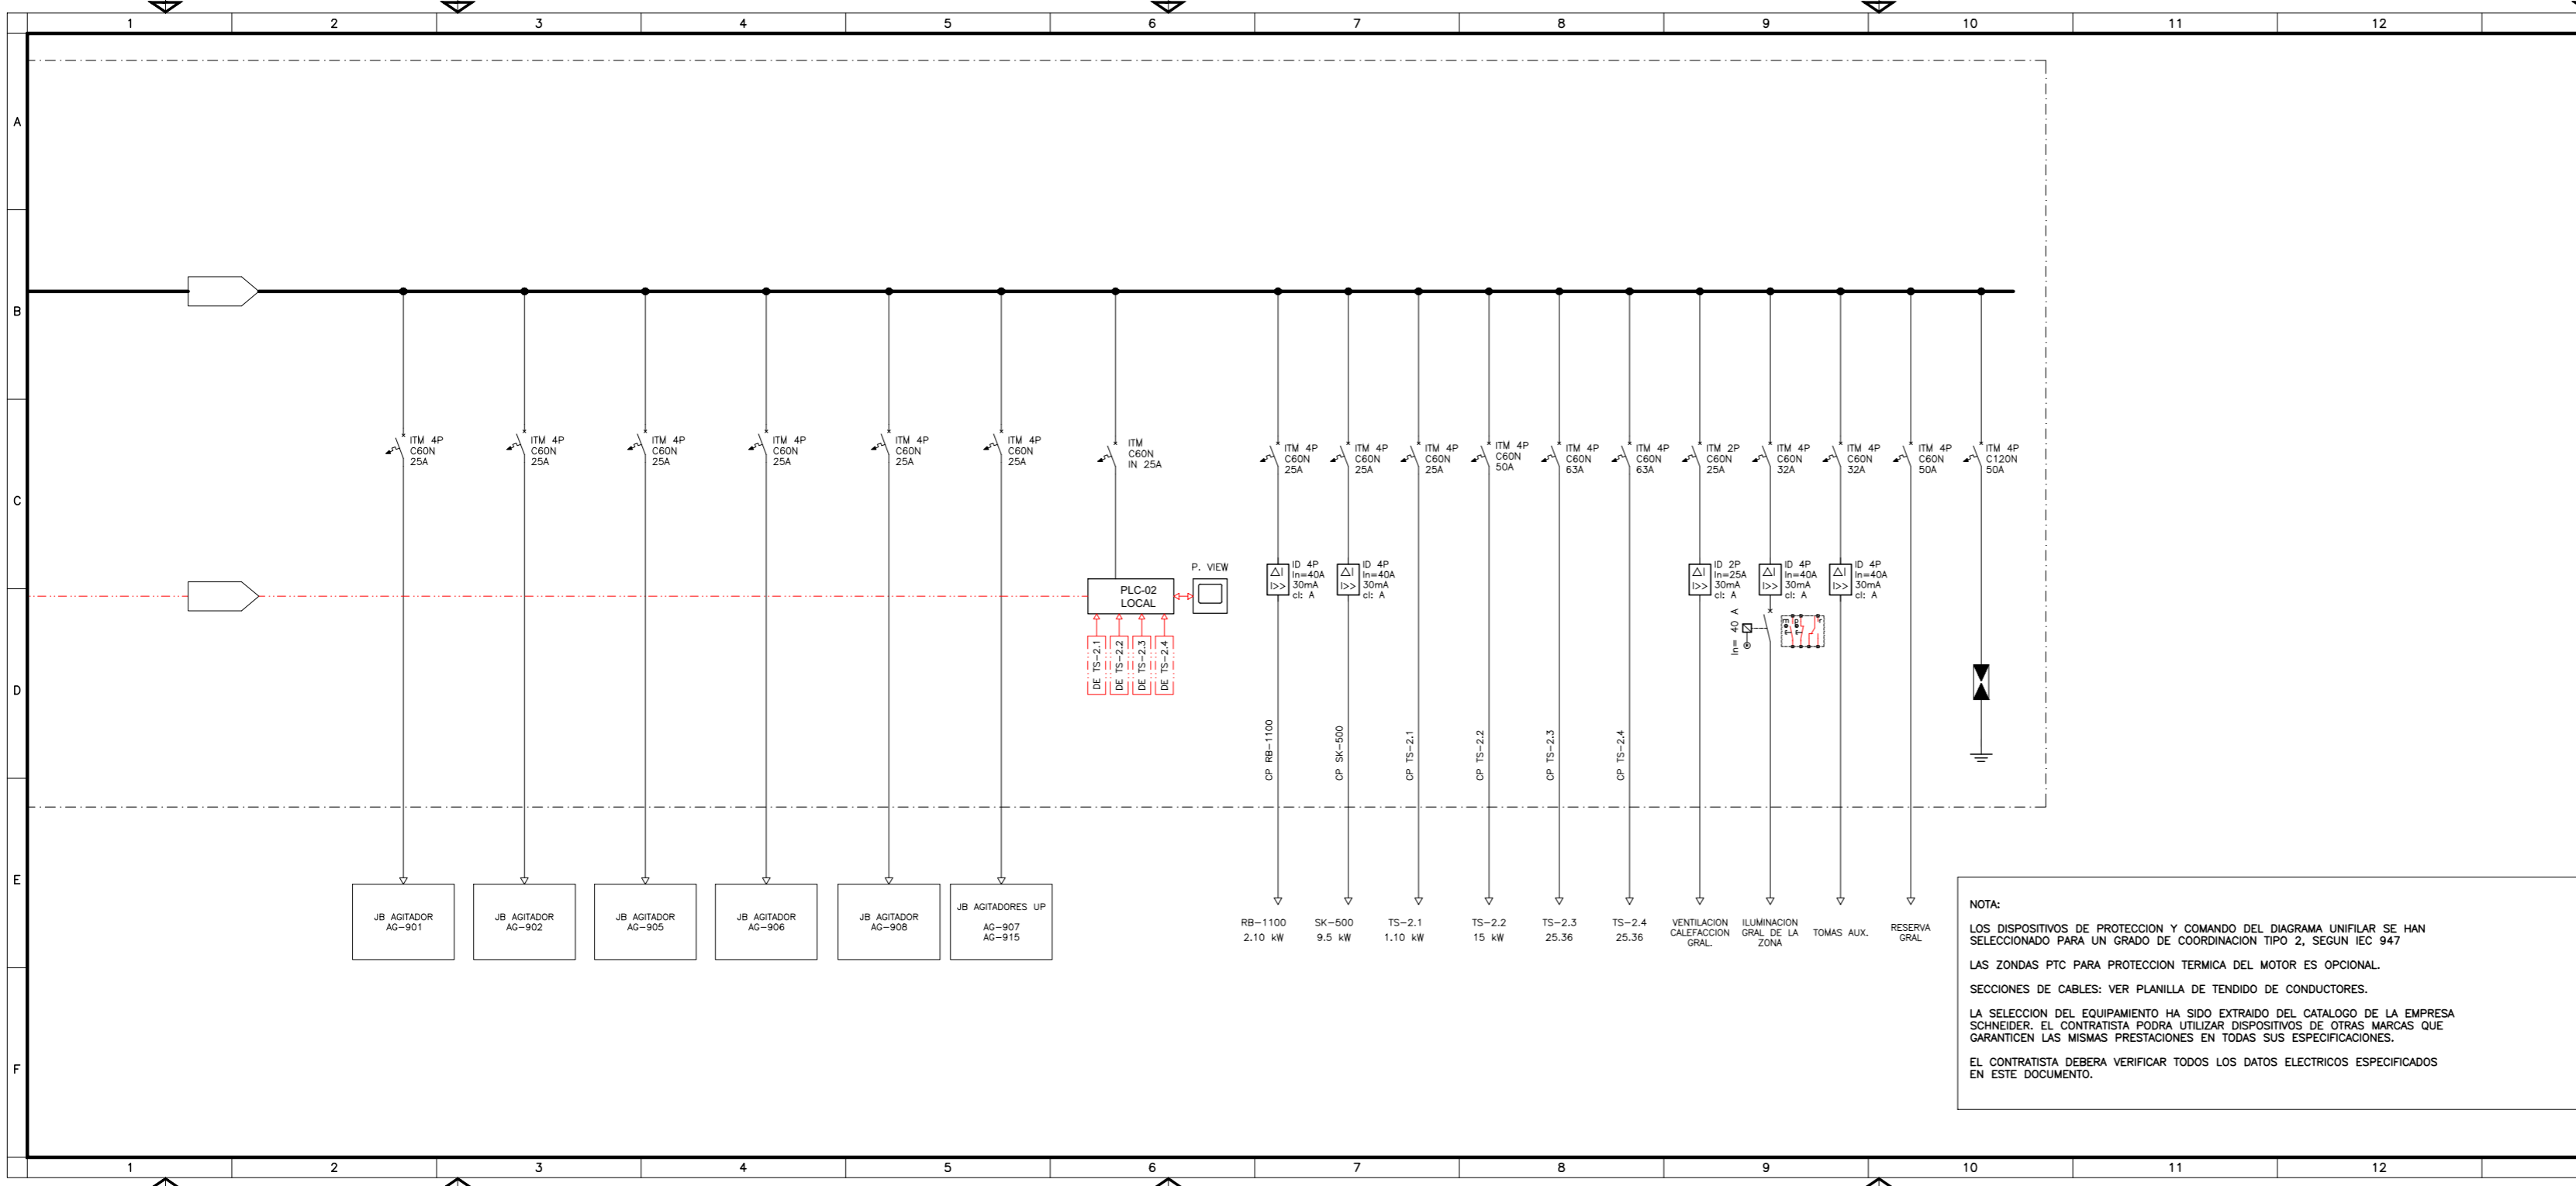 1 2 3 4 5 6 7 8 9 10 11 12
A
B
C
D
E
F
ITM 4P
C60N
25A
ITM 4P
C60N
25A
ITM 4P
C60N
25A
ITM 4P
C60N
25A
ITM 4P
C60N
25A
ITM 4P
C60N
25A
ITM
C60N
IN 25A
ITM 4P
C60N
25A
ITM 4P
C60N
25A
ITM 4P
C60N
25A
ITM 4P
C60N
50A
ITM 4P
C60N
63A
ITM 4P
C60N
63A
ITM 2P
C60N
25A
ITM 4P
C60N
32A
ITM 4P
C60N
32A
ITM 4P
C60N
50A
ITM 4P
C120N
50A
PLC-02
LOCAL
P. VIEW
DE TS-2.1
DE TS-2.2
DE TS-2.3
DE TS-2.4
ΔI
I>>
ID 4P
In=40A
30mA
cl: A
ΔI
I>>
ID 4P
In=40A
30mA
cl: A
ΔI
I>>
ID 2P
In=25A
30mA
cl: A
ΔI
I>>
ID 4P
In=40A
30mA
cl: A
ΔI
I>>
ID 4P
In=40A
30mA
cl: A
In= 40 A
CP RB-1100
CP SK-500
CP TS-2.1
CP TS-2.2
CP TS-2.3
CP TS-2.4
JB AGITADOR
AG-901
JB AGITADOR
AG-902
JB AGITADOR
AG-905
JB AGITADOR
AG-906
JB AGITADOR
AG-908
JB AGITADORES UP
AG-907
AG-915
RB-1100
2.10 kW
SK-500
9.5 kW
TS-2.1
1.10 kW
TS-2.2
15 kW
TS-2.3
25.36
TS-2.4
25.36
VENTILACION
CALEFACCION
GRAL.
ILUMINACION
GRAL DE LA
ZONA
TOMAS AUX.
RESERVA
GRAL
NOTA:
LOS DISPOSITIVOS DE PROTECCION Y COMANDO DEL DIAGRAMA UNIFILAR SE HAN
SELECCIONADO PARA UN GRADO DE COORDINACION TIPO 2, SEGUN IEC 947
LAS ZONDAS PTC PARA PROTECCION TERMICA DEL MOTOR ES OPCIONAL.
SECCIONES DE CABLES: VER PLANILLA DE TENDIDO DE CONDUCTORES.
LA SELECCION DEL EQUIPAMIENTO HA SIDO EXTRAIDO DEL CATALOGO DE LA EMPRESA
SCHNEIDER. EL CONTRATISTA PODRA UTILIZAR DISPOSITIVOS DE OTRAS MARCAS QUE
GARANTICEN LAS MISMAS PRESTACIONES EN TODAS SUS ESPECIFICACIONES.
EL CONTRATISTA DEBERA VERIFICAR TODOS LOS DATOS ELECTRICOS ESPECIFICADOS
EN ESTE DOCUMENTO.
1 2 3 4 5 6 7 8 9 10 11 12